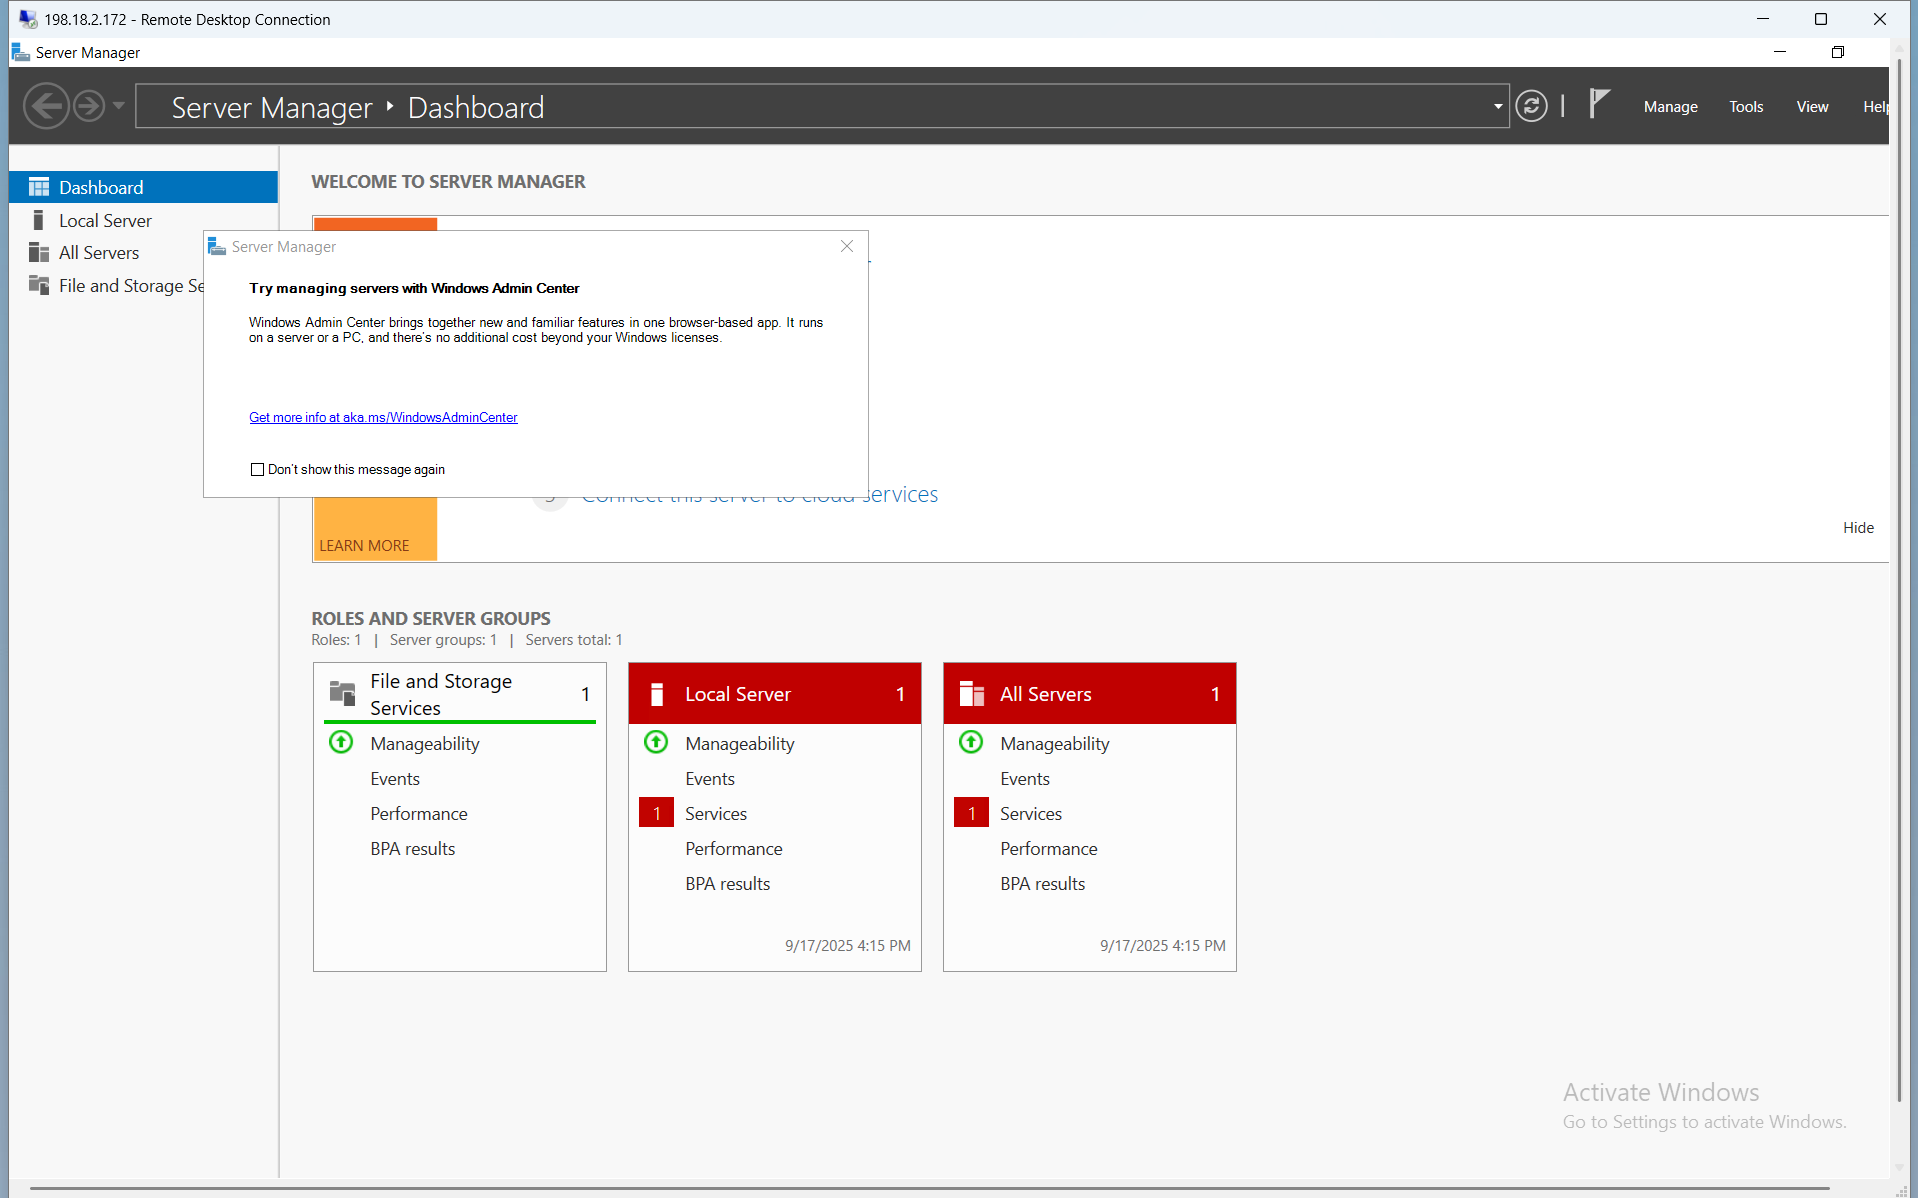 198.18.2.172 - Remote Desktop Connection
Server Manager
Server Manager ‣ Dashboard
Manage Tools View Help
Dashboard
Local Server
All Servers
File and Storage Se
WELCOME TO SERVER MANAGER
Server Manager
Try managing servers with Windows Admin Center
Windows Admin Center brings together new and familiar features in one browser-based app. It runs
on a server or a PC, and there's no additional cost beyond your Windows licenses.
Get more info at aka.ms/WindowsAdminCenter
Don't show this message again
5 Connect this server to cloud services
Hide
LEARN MORE
ROLES AND SERVER GROUPS
Roles: 1 | Server groups: 1 | Servers total: 1
File and Storage
Services
1
Manageability
Events
Performance
BPA results
Local Server 1
Manageability
Events
1 Services
Performance
BPA results
9/17/2025 4:15 PM
All Servers 1
Manageability
Events
1 Services
Performance
BPA results
9/17/2025 4:15 PM
Activate Windows
Go to Settings to activate Windows.